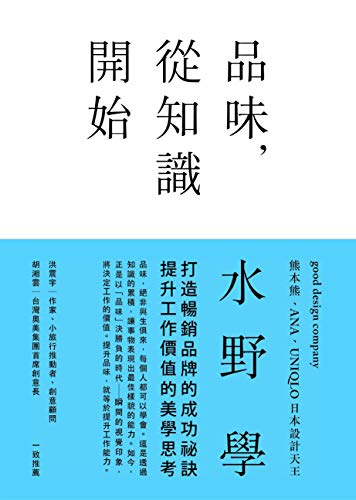 品味，
從知識
開始
good design company
熊本熊、ANA、UNIQLO日本設計天王
水野學
打造暢銷品牌的成功祕訣
提升工作價值的美學思考
品味，絕非與生俱來，每個人都可以學會。這是透過
知識的累積，讓事物表現出最佳樣貌的能力。如今，
正是以「品味」決勝負的時代——瞬間的視覺印象，
將決定工作的價值。提升品味，就等於提升工作能力。
洪震宇｜作家、小旅行推動者、創意顧問
胡湘雲｜台灣奧美集團首席創意長
一致推薦